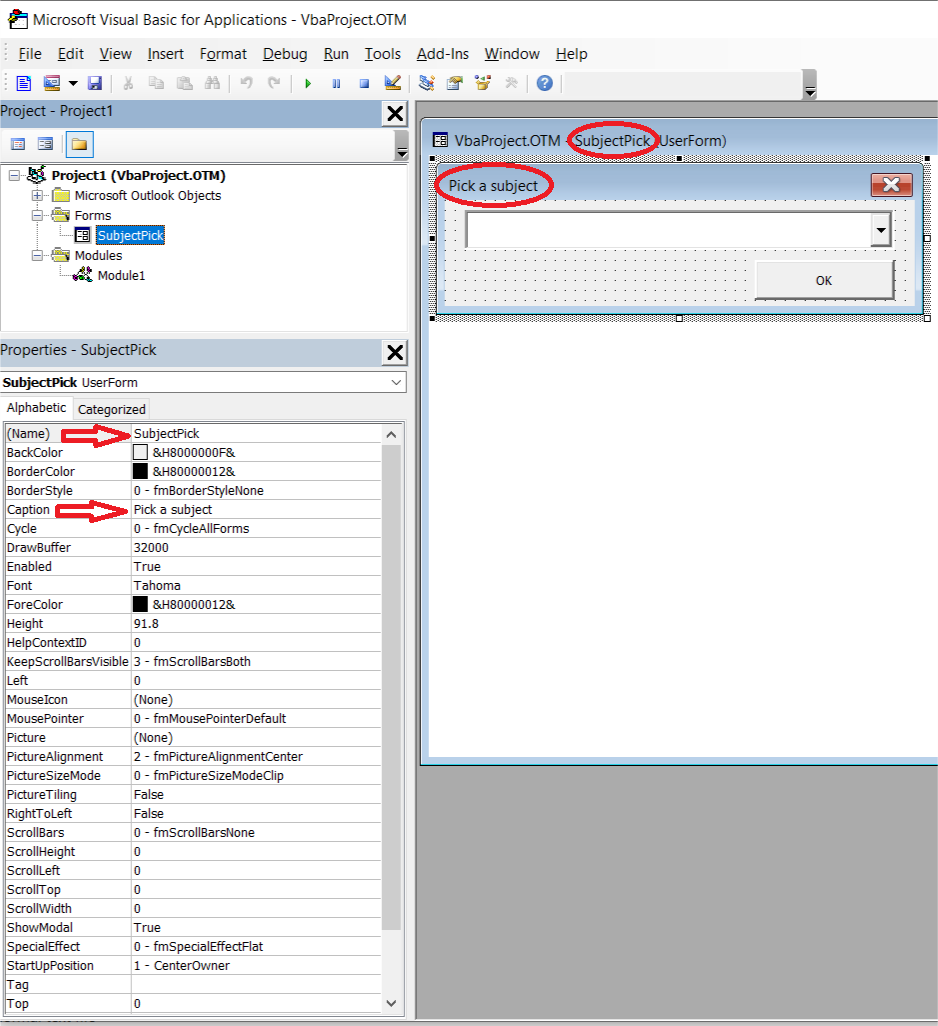 Microsoft Visual Basic for Applications - VbaProject.OTM
File Edit View Insert Format Debug Run Tools Add-Ins Window Help
Project - Project1
Project1 (VbaProject.OTM)
Microsoft Outlook Objects
Forms
SubjectPick
Modules
Module1
Properties - SubjectPick
SubjectPick UserForm
Alphabetic Categorized
(Name) SubjectPick
BackColor &H8000000F&
BorderColor &H80000012&
BorderStyle 0 - fmBorderStyleNone
Caption Pick a subject
Cycle 0 - fmCycleAllForms
DrawBuffer 32000
Enabled True
Font Tahoma
ForeColor &H80000012&
Height 91.8
HelpContextID 0
KeepScrollBarsVisible 3 - fmScrollBarsBoth
Left 0
MouseIcon (None)
MousePointer 0 - fmMousePointerDefault
Picture (None)
PictureAlignment 2 - fmPictureAlignmentCenter
PictureSizeMode 0 - fmPictureSizeModeClip
PictureTiling False
RightToLeft False
ScrollBars 0 - fmScrollBarsNone
ScrollHeight 0
ScrollLeft 0
ScrollTop 0
ScrollWidth 0
ShowModal True
SpecialEffect 0 - fmSpecialEffectFlat
StartUpPosition 1 - CenterOwner
Tag
Top 0
VbaProject.OTM - SubjectPick (UserForm)
Pick a subject
OK